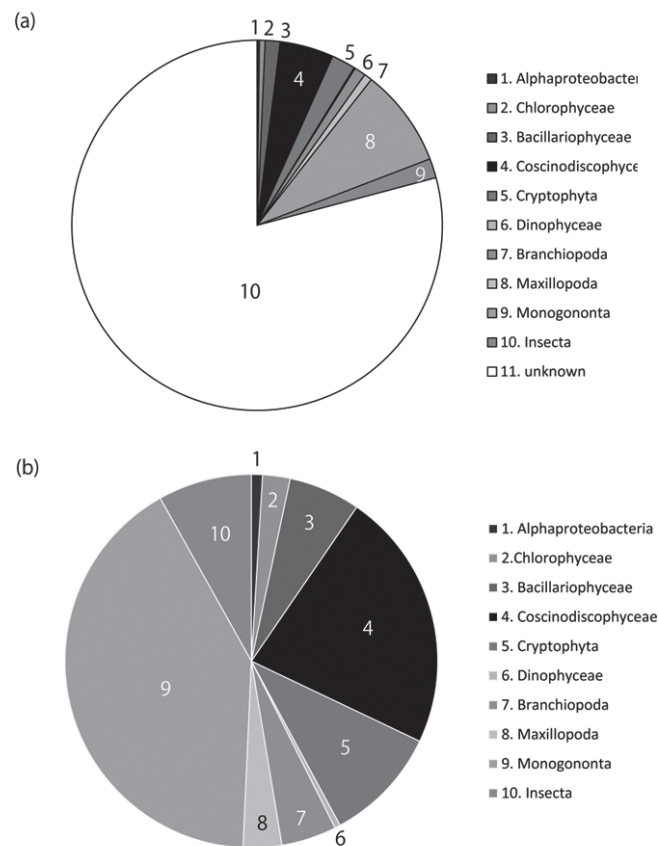 (a)
1 2 3
4
5 6 7
8
9
10
1. Alphaproteobacter
2. Chlorophyceae
3. Bacillariophyceae
4. Coscinodiscophyce
5. Cryptophyta
6. Dinophyceae
7. Branchiopoda
8. Maxillopoda
9. Monogononta
10. Insecta
11. unknown
(b)
1
2
3
4
5
6
7
8
9
10
1. Alphaproteobacteria
2.Chlorophyceae
3. Bacillariophyceae
4. Coscinodiscophyceae
5. Cryptophyta
6. Dinophyceae
7. Branchiopoda
8. Maxillopoda
9. Monogononta
10. Insecta